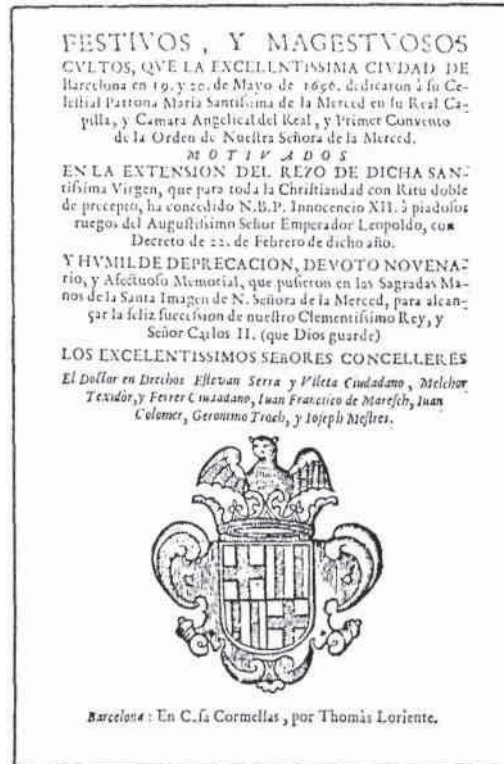 FESTIVOS, Y MAGESTVOSOS
CVLTOS, QVE LA EXCELLENTISSIMA CIVDAD DE
Barcelona en 19. y 20. de Mayo de 1696. dedicaron à su Ce-
lestial Patrona Maria Santissima de la Merced en su Real Ca-
pilla, y Camara Angelical del Real, y Primer Convento
de la Orden de Nuestra Señora de la Merced.
MOTIVADOS
EN LA EXTENSION DEL REZO DE DICHA SAN-
tissima Virgen, que para toda la Christiandad con Ritu doble
de precepto, ha concedido N.B.P. Innocencio XII. à piadosos
ruegos del Augustissimo Señor Emperador Leopoldo, con
Decreto de 22. de Febrero de dicho año.
Y HVMILDE DEPRECACION, DEVOTO NOVENA-
rio, y Afectuoso Memorial, que pusieron en las Sagradas Ma-
nos de la Santa Imagen de N. Señora de la Merced, para alcan-
çar la feliz succession de nuestro Clementissimo Rey, y
Señor Carlos II. (que Dios guarde)
LOS EXCELENTISSIMOS SEñORES CONCELLERES
El Doctor en Drechos Estevan Serra y Vileta Ciudadano, Melchor
Texidòr, y Ferrer Ciudadano, Iuan Francisco de Maresch, Iuan
Colomer, Geronimo Troch, y Ioseph Mestres.
Barcelona: En Casa Cormellas, por Thomàs Loriente.